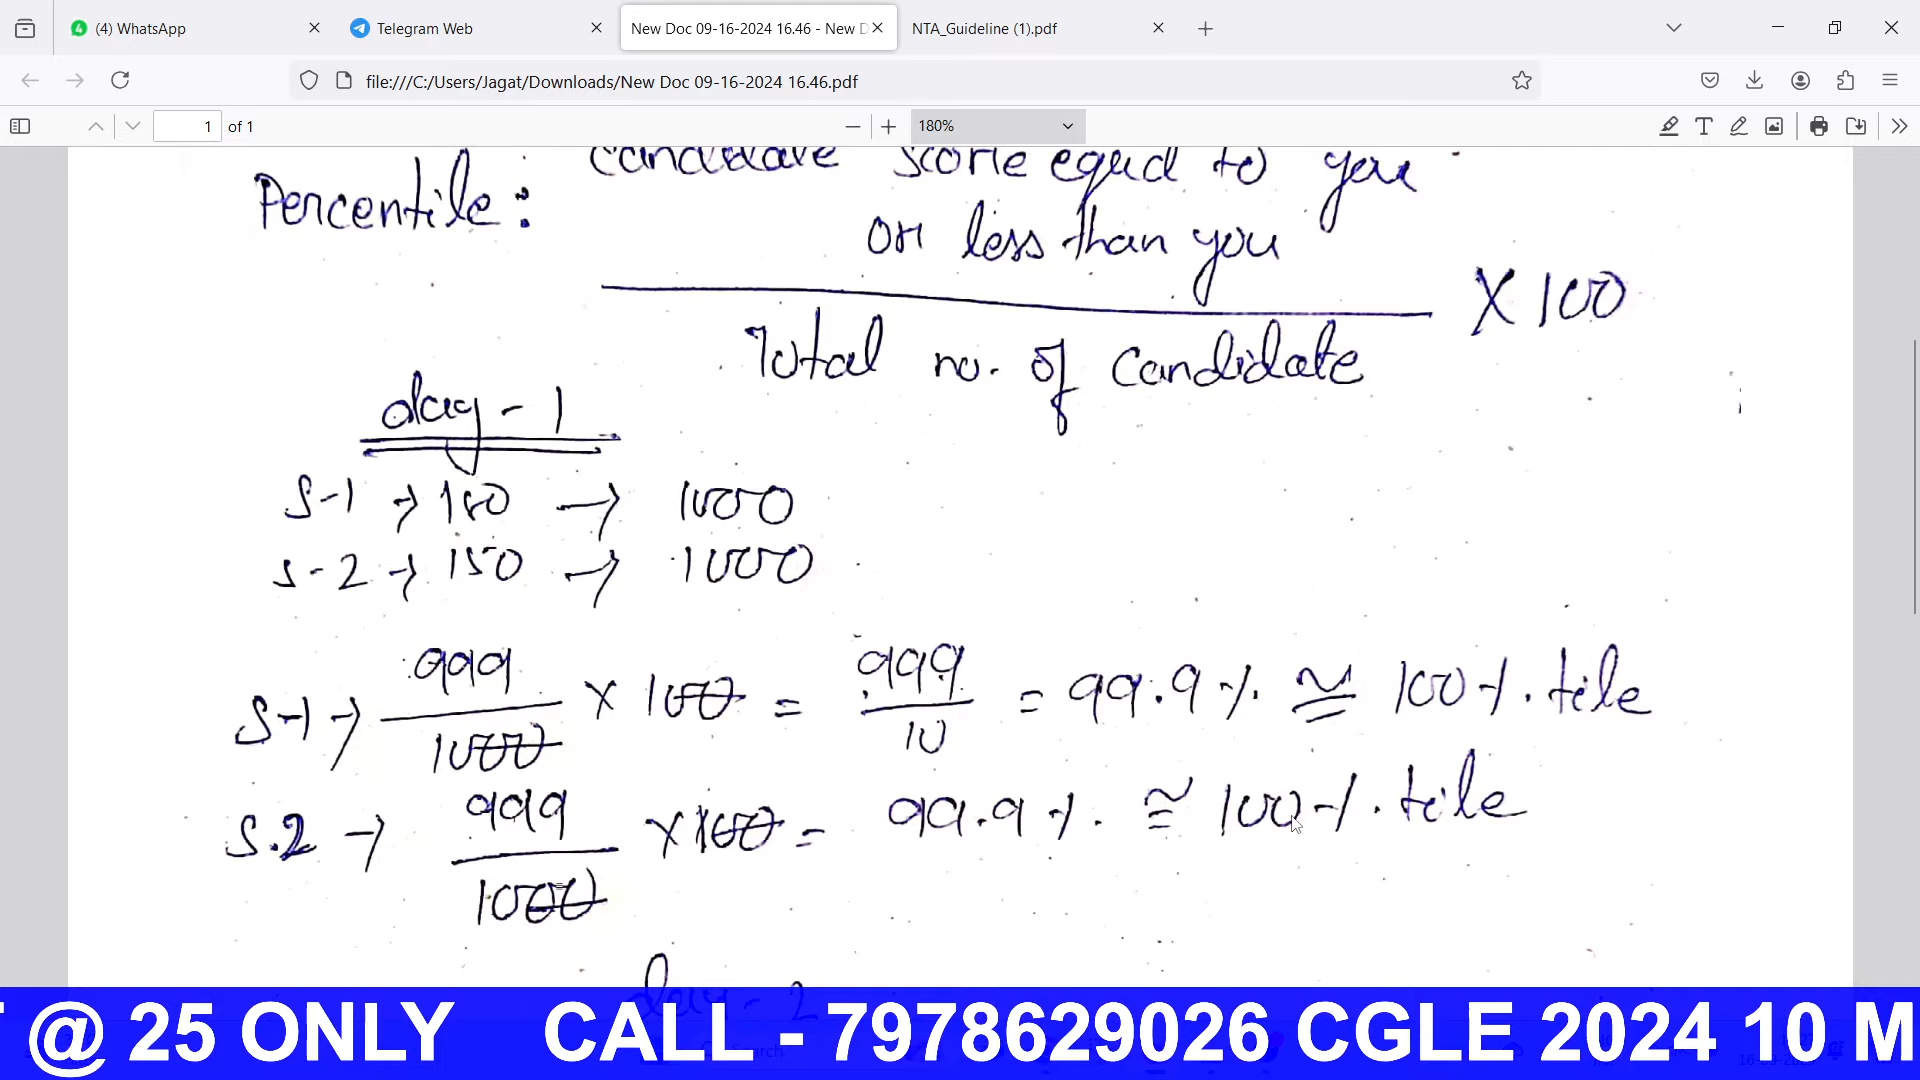 (4) WhatsApp
Telegram Web
New Doc 09-16-2024 16.46 - New D
NTA_Guideline (1).pdf
file:///C:/Users/Jagat/Downloads/New Doc 09-16-2024 16.46.pdf
1 of 1
180%
candidate score equal to you
Percentile:
or less than you
X 100
Total no. of candidate
day - 1
S-1 → 180 → 1000
S-2 → 150 → 1000
S-1 → 999/1000 × 100 = 999/10 = 99.9 % ≅ 100 %.tile
S.2 → 999/1000 × 100 = 99.9 %. ≅ 100 %.tile
day - 2
@ 25 ONLY CALL - 7978629026 CGLE 2024 10 M
Search